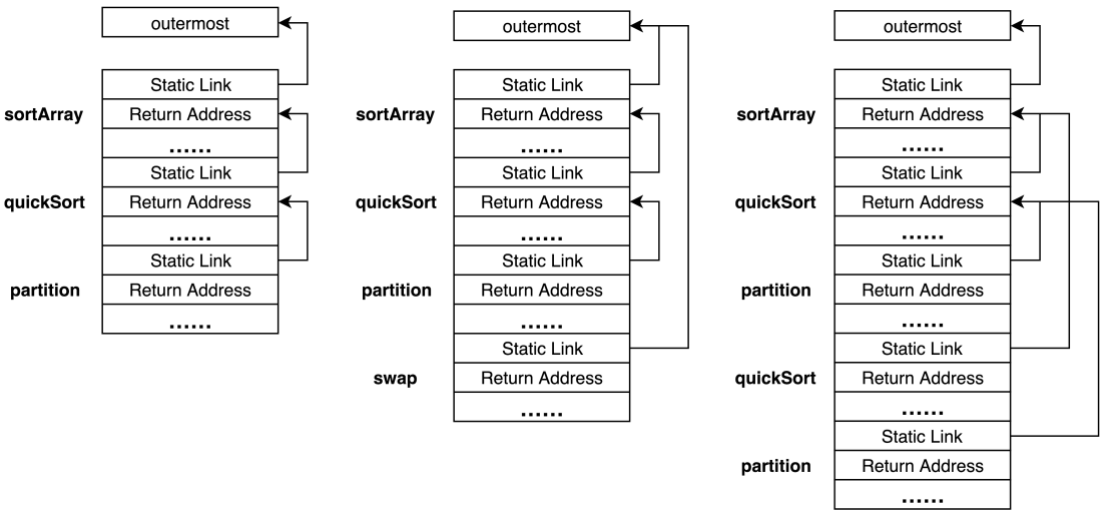 outermost
Static Link
sortArray
Return Address
......
Static Link
quickSort
Return Address
......
Static Link
partition
Return Address
......
outermost
Static Link
sortArray
Return Address
......
Static Link
quickSort
Return Address
......
Static Link
partition
Return Address
......
Static Link
swap
Return Address
......
outermost
Static Link
sortArray
Return Address
......
Static Link
quickSort
Return Address
......
Static Link
partition
Return Address
......
Static Link
quickSort
Return Address
......
Static Link
partition
Return Address
......